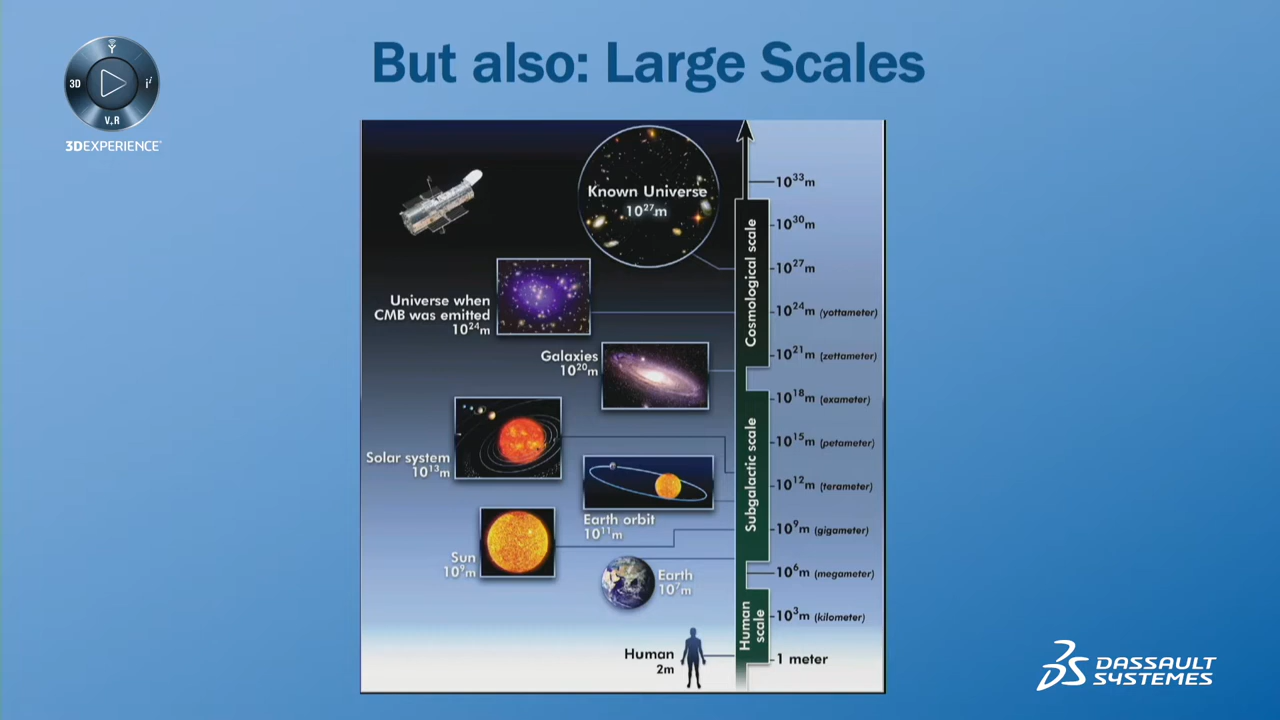 But also: Large Scales
3D
i²
V,R
3DEXPERIENCE
Known Universe
10²⁷m
Universe when
CMB was emitted
10²⁴m
Galaxies
10²⁰m
Solar system
10¹³m
Earth orbit
10¹¹m
Sun
10⁹m
Earth
10⁷m
Human
2m
Cosmological scale
Subgalactic scale
Human
scale
10³³m
10³⁰m
10²⁷m
10²⁴m (yottameter)
10²¹m (zettameter)
10¹⁸m (exameter)
10¹⁵m (petameter)
10¹²m (terameter)
10⁹m (gigameter)
10⁶m (megameter)
10³m (kilometer)
1 meter
DASSAULT
SYSTEMES